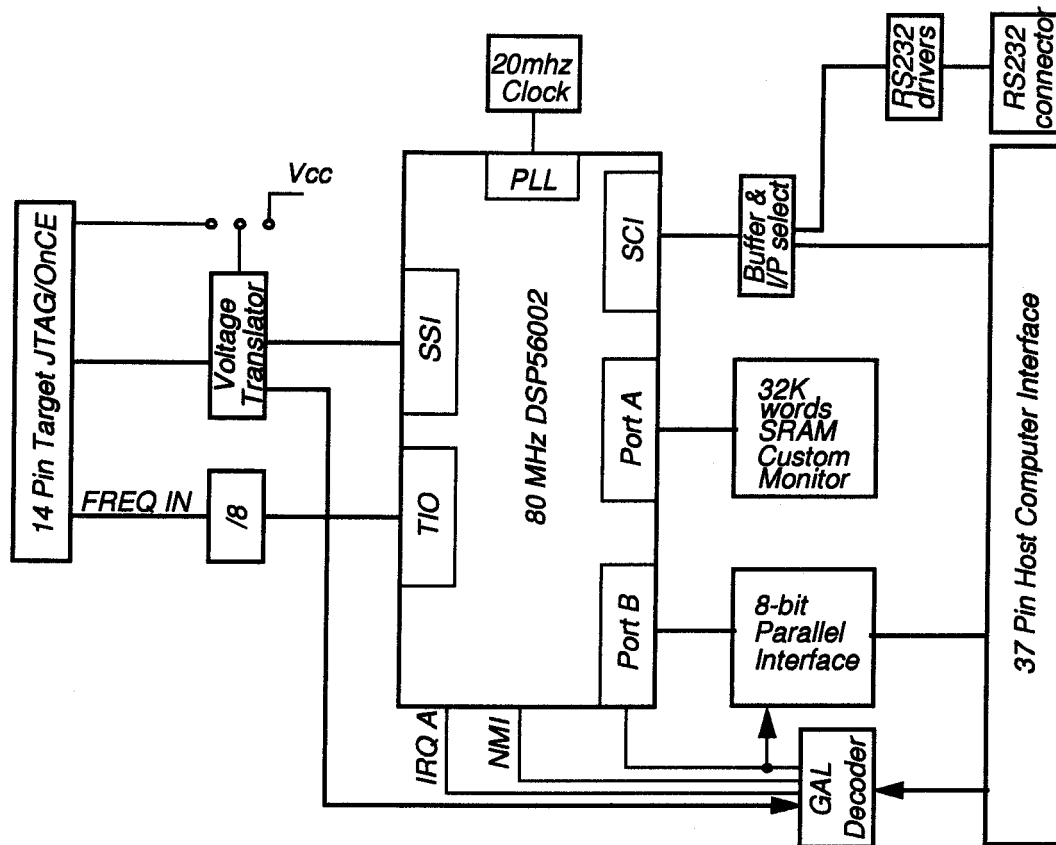 14 Pin Target JTAG/OnCE
FREQ IN
/8
Voltage
Translator
Vcc
20mhz
Clock
PLL
SSI
TIO
80 MHz DSP56002
SCI
Port A
Port B
IRQ A
NMI
Buffer &
I/P select
RS232
drivers
RS232
connector
32K
words
SRAM
Custom
Monitor
8-bit
Parallel
Interface
GAL
Decoder
37 Pin Host Computer Interface